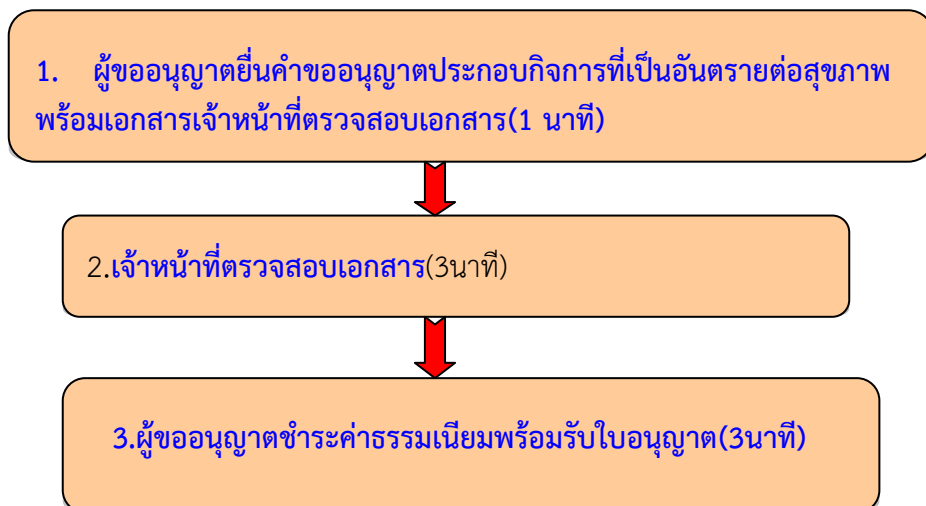 1. ผู้ขออนุญาตยื่นคำขออนุญาตประกอบกิจการที่เป็นอันตรายต่อสุขภาพ
พร้อมเอกสารเจ้าหน้าที่ตรวจสอบเอกสาร(1 นาที)
2.เจ้าหน้าที่ตรวจสอบเอกสาร(3นาที)
3.ผู้ขออนุญาตชำระค่าธรรมเนียมพร้อมรับใบอนุญาต(3นาที)